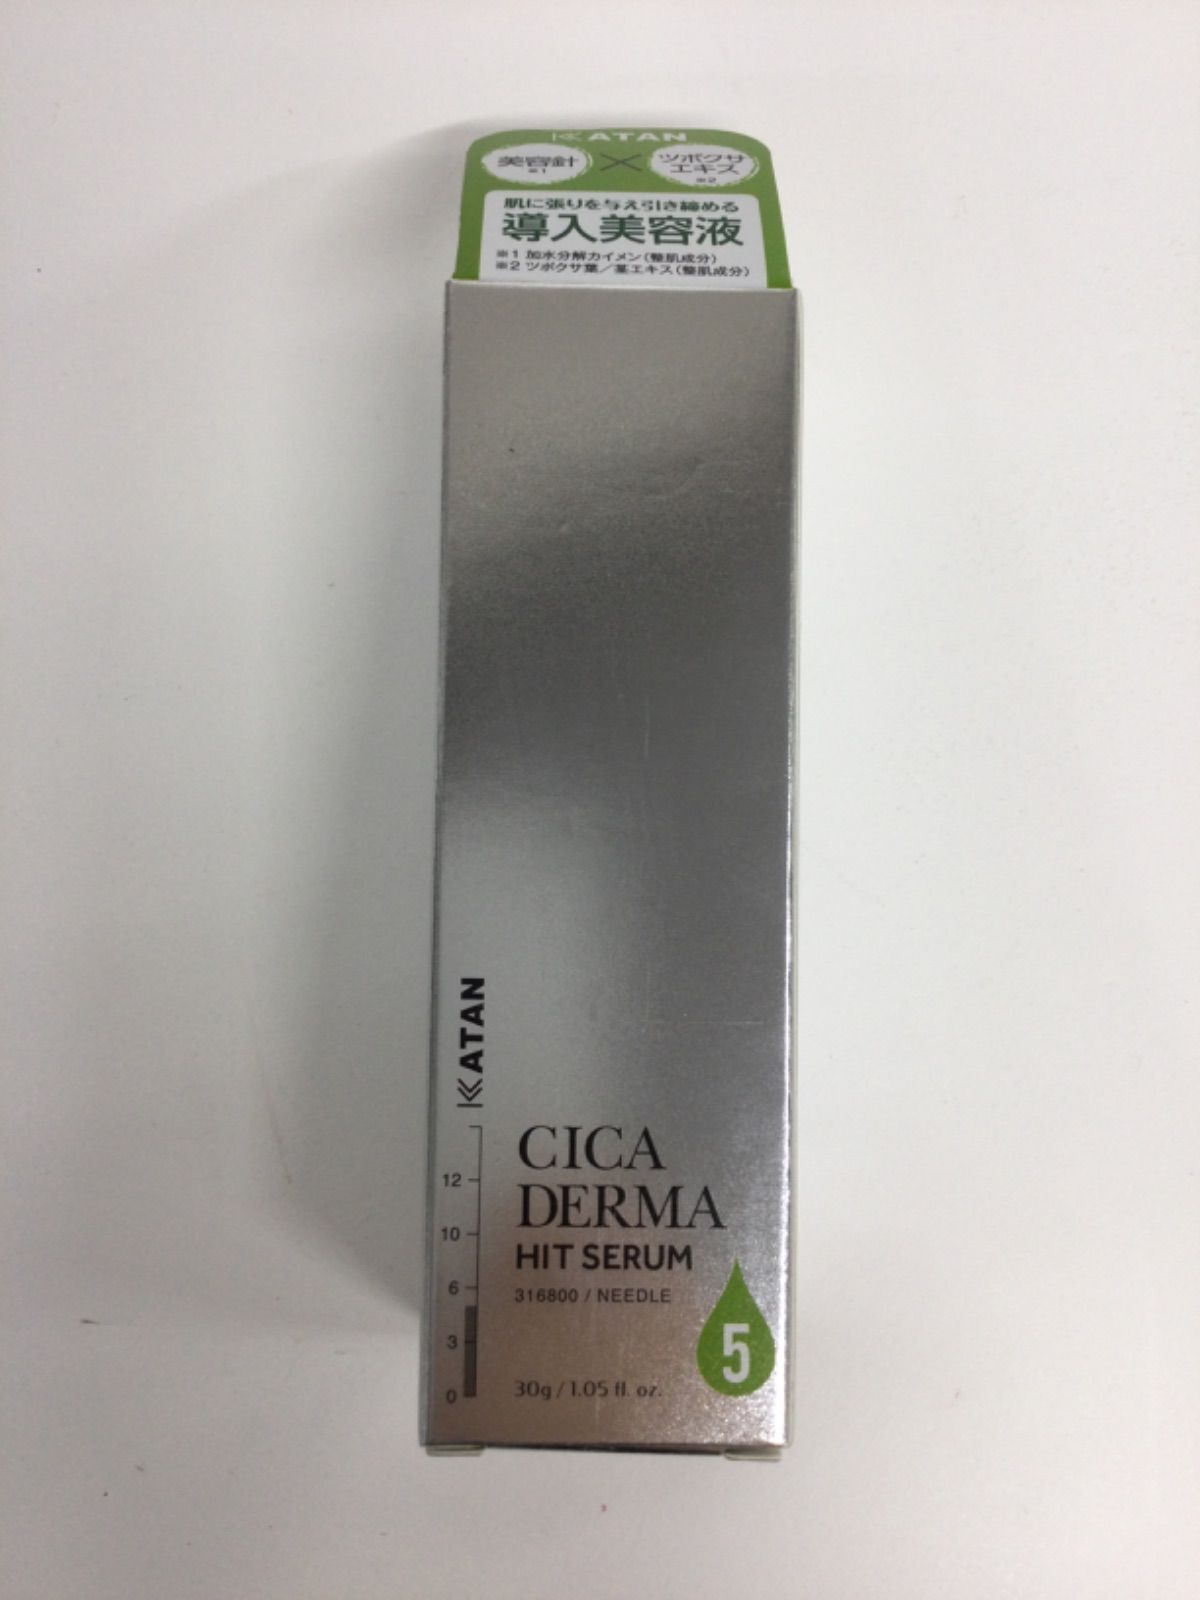 KATAN
美容針
※1
×
ツボクサ
エキス
※2
肌に張りを与え引き締める
導入美容液
※1 加水分解カイメン(整肌成分)
※2 ツボクサ葉/茎エキス(整肌成分)
KATAN
12
10
6
3
0
CICA
DERMA
HIT SERUM
316800 / NEEDLE
5
30g / 1.05 fl. oz.